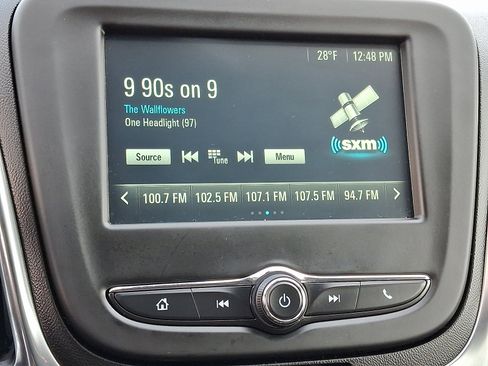 28°F 12:48 PM
9 90s on 9
The Wallflowers
One Headlight (97)
sxm
Source Tune Menu
100.7 FM 102.5 FM 107.1 FM 107.5 FM 94.7 FM